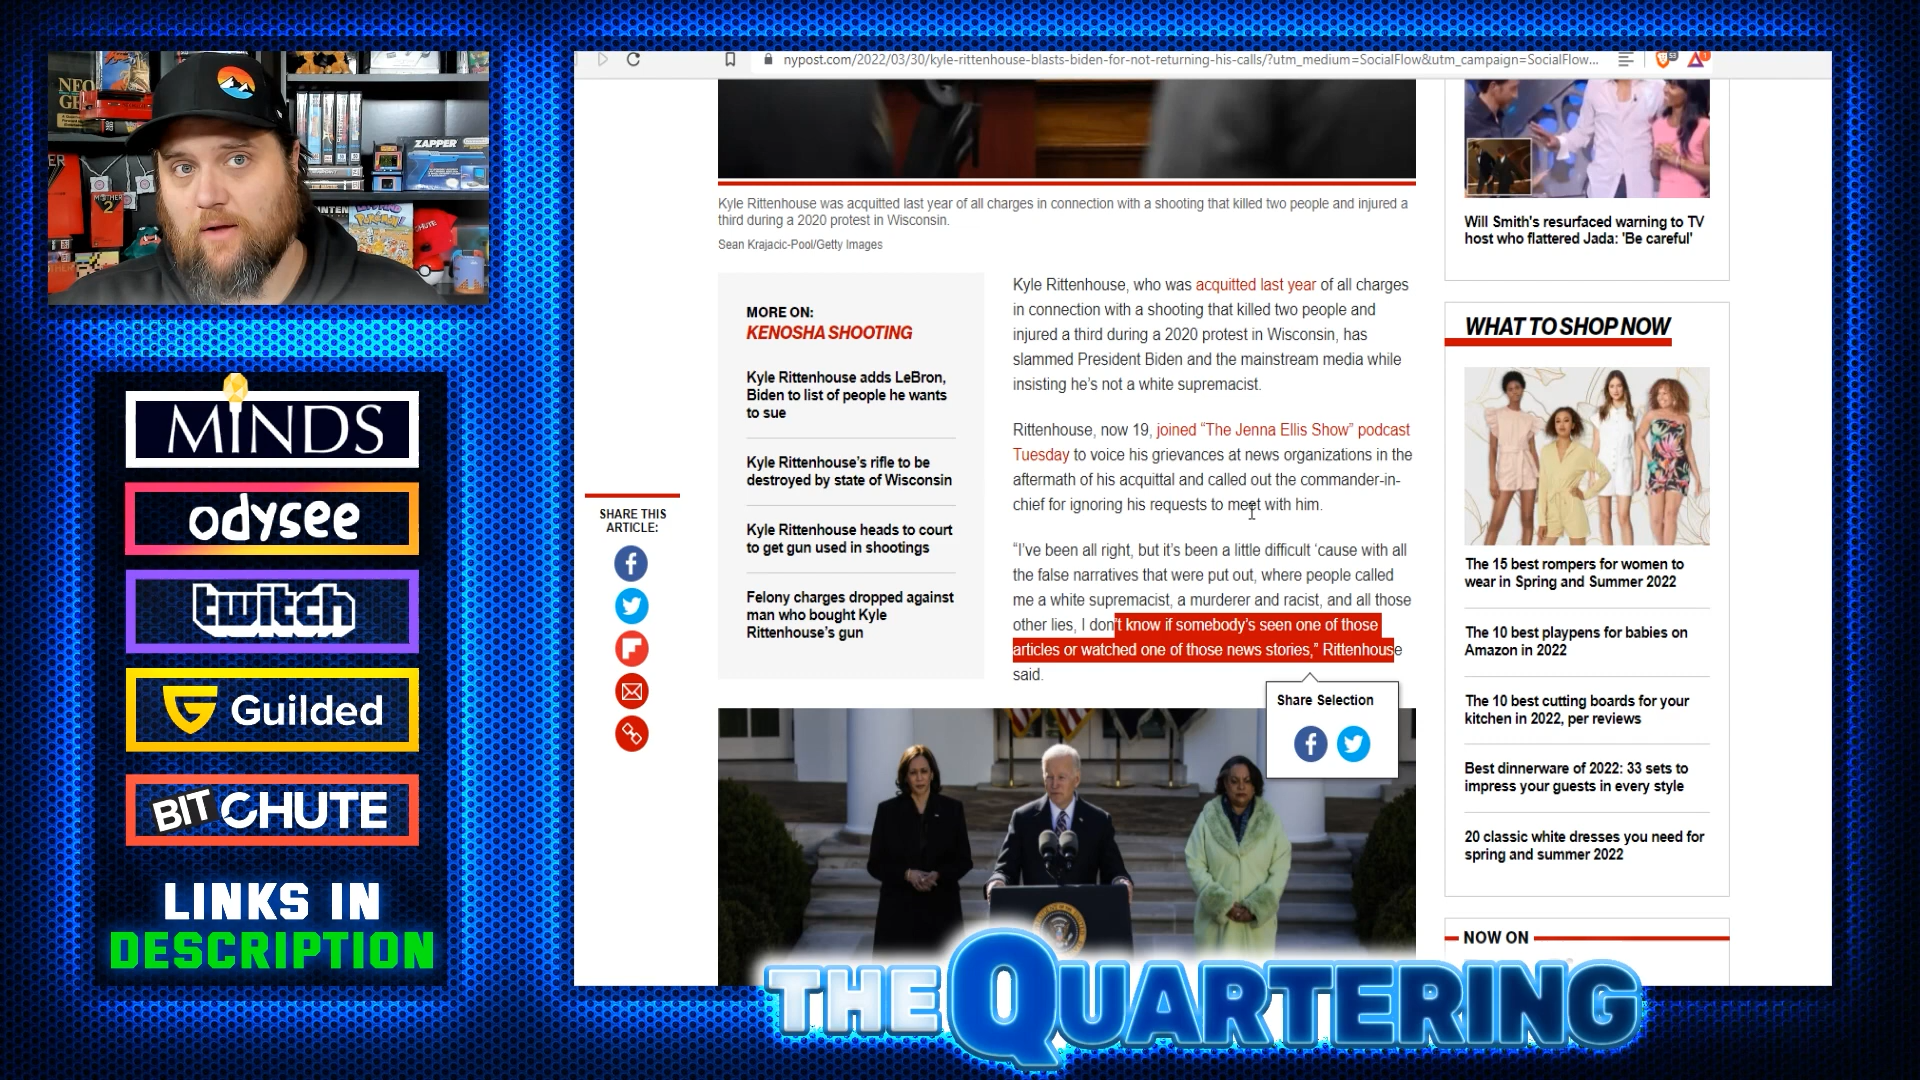 NEO
GE
ER
MOTHER
2
ZAPPER
MINDS
odysee
twitch
Guilded
BITCHUTE
LINKS IN
DESCRIPTION
nypost.com/2022/03/30/kyle-rittenhouse-blasts-biden-for-not-returning-his-calls/?utm_medium=SocialFlow&utm_campaign=SocialFlow...
Kyle Rittenhouse was acquitted last year of all charges in connection with a shooting that killed two people and injured a
third during a 2020 protest in Wisconsin.
Sean Krajacic-Pool/Getty Images
SHARE THIS
ARTICLE:
MORE ON:
KENOSHA SHOOTING
Kyle Rittenhouse adds LeBron,
Biden to list of people he wants
to sue
Kyle Rittenhouse's rifle to be
destroyed by state of Wisconsin
Kyle Rittenhouse heads to court
to get gun used in shootings
Felony charges dropped against
man who bought Kyle
Rittenhouse's gun
Kyle Rittenhouse, who was acquitted last year of all charges
in connection with a shooting that killed two people and
injured a third during a 2020 protest in Wisconsin, has
slammed President Biden and the mainstream media while
insisting he's not a white supremacist.
Rittenhouse, now 19, joined “The Jenna Ellis Show” podcast
Tuesday to voice his grievances at news organizations in the
aftermath of his acquittal and called out the commander-in-
chief for ignoring his requests to meet with him.
“I've been all right, but it's been a little difficult ‘cause with all
the false narratives that were put out, where people called
me a white supremacist, a murderer and racist, and all those
other lies, I don't know if somebody's seen one of those
articles or watched one of those news stories,” Rittenhouse
said.
Share Selection
Will Smith's resurfaced warning to TV
host who flattered Jada: 'Be careful'
WHAT TO SHOP NOW
The 15 best rompers for women to
wear in Spring and Summer 2022
The 10 best playpens for babies on
Amazon in 2022
The 10 best cutting boards for your
kitchen in 2022, per reviews
Best dinnerware of 2022: 33 sets to
impress your guests in every style
20 classic white dresses you need for
spring and summer 2022
NOW ON
THE QUARTERING